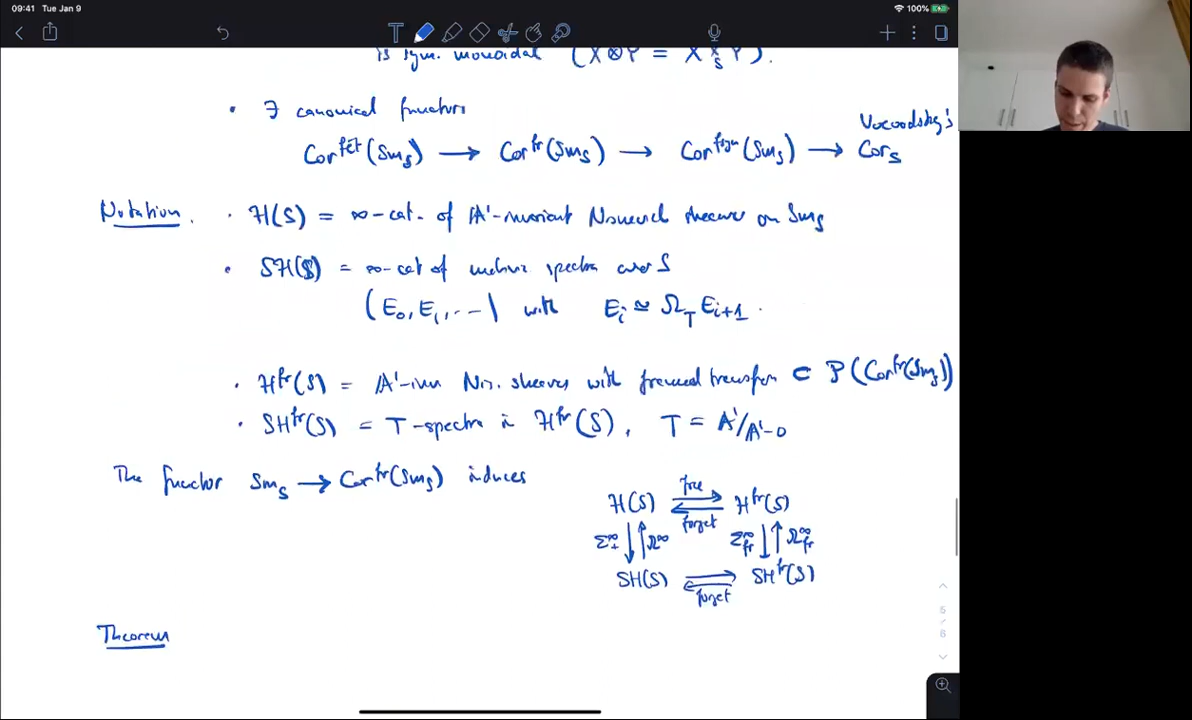 09:41 Tue Jan 9
100%
is sym. monoidal (X⊗Y = X ×_S Y).
• ∃ canonical functors
Voevodsky's
Cor^fét(Sm_S) → Cor^fr(Sm_S) → Cor^fsyn(Sm_S) → Cor_S
Notation. • H(S) = ∞-cat. of A¹-invariant Nisnevich sheaves on Sm_S
• SH(S) = ∞-cat of motivic spectra over S
(E₀, E₁, ...) with E_i ≃ Ω_T E_{i+1}.
• H^fr(S) = A¹-inv Nis. sheaves with framed transfers ⊂ P(Cor^fr(Sm_S))
• SH^fr(S) = T-spectra in H^fr(S), T = A¹/A¹-0
The functor Sm_S → Cor^fr(Sm_S) induces
free
H(S) ⇄ H^fr(S)
forget
Σ^∞_+ ↓↑ Ω^∞ Σ^∞_fr ↓↑ Ω^∞_fr
SH(S) ⇄ SH^fr(S)
forget
Theorem
5
/
8